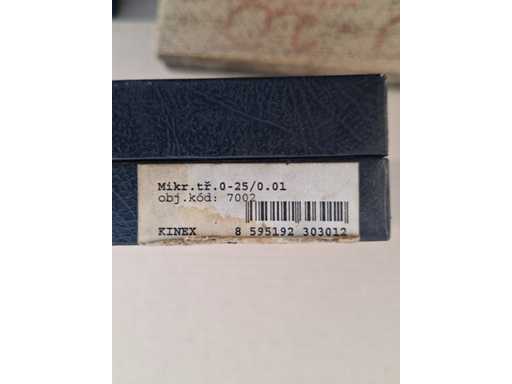 Mikr.tř.0-25/0.01
obj.kód: 7002
KINEX 8 595192 303012